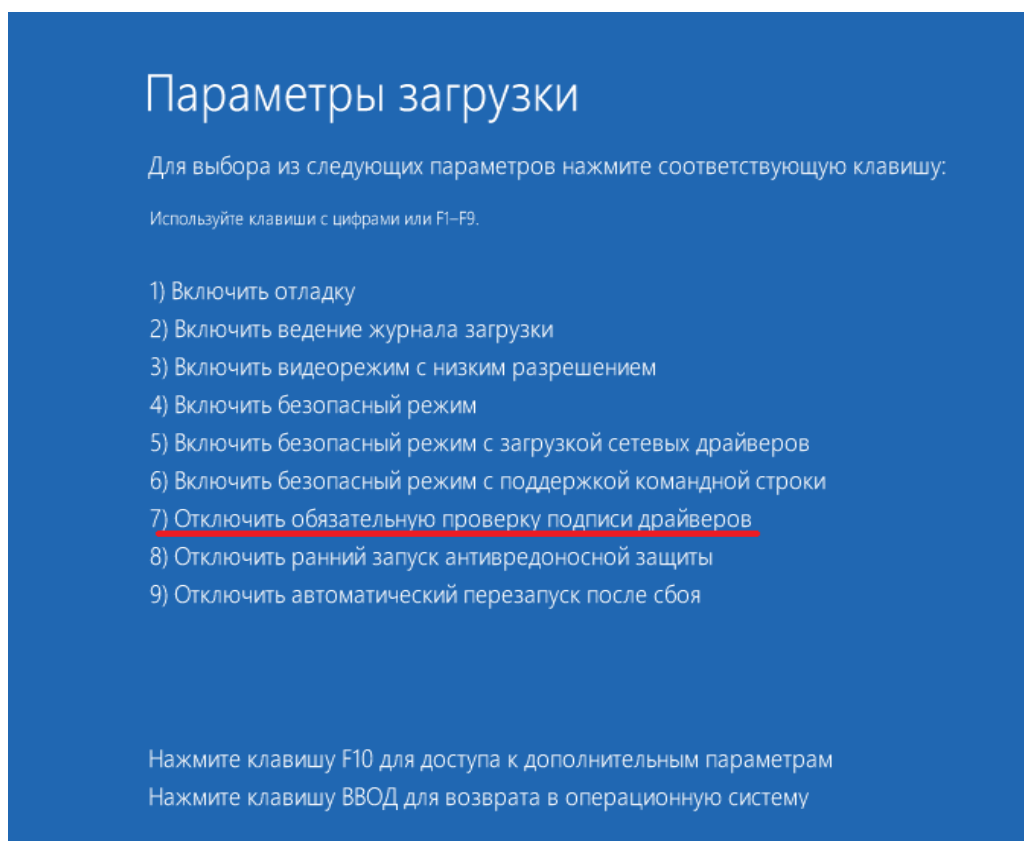 Параметры загрузки
Для выбора из следующих параметров нажмите соответствующую клавишу:
Используйте клавиши с цифрами или F1–F9.
1) Включить отладку
2) Включить ведение журнала загрузки
3) Включить видеорежим с низким разрешением
4) Включить безопасный режим
5) Включить безопасный режим с загрузкой сетевых драйверов
6) Включить безопасный режим с поддержкой командной строки
7) Отключить обязательную проверку подписи драйверов
8) Отключить ранний запуск антивредоносной защиты
9) Отключить автоматический перезапуск после сбоя
Нажмите клавишу F10 для доступа к дополнительным параметрам
Нажмите клавишу ВВОД для возврата в операционную систему